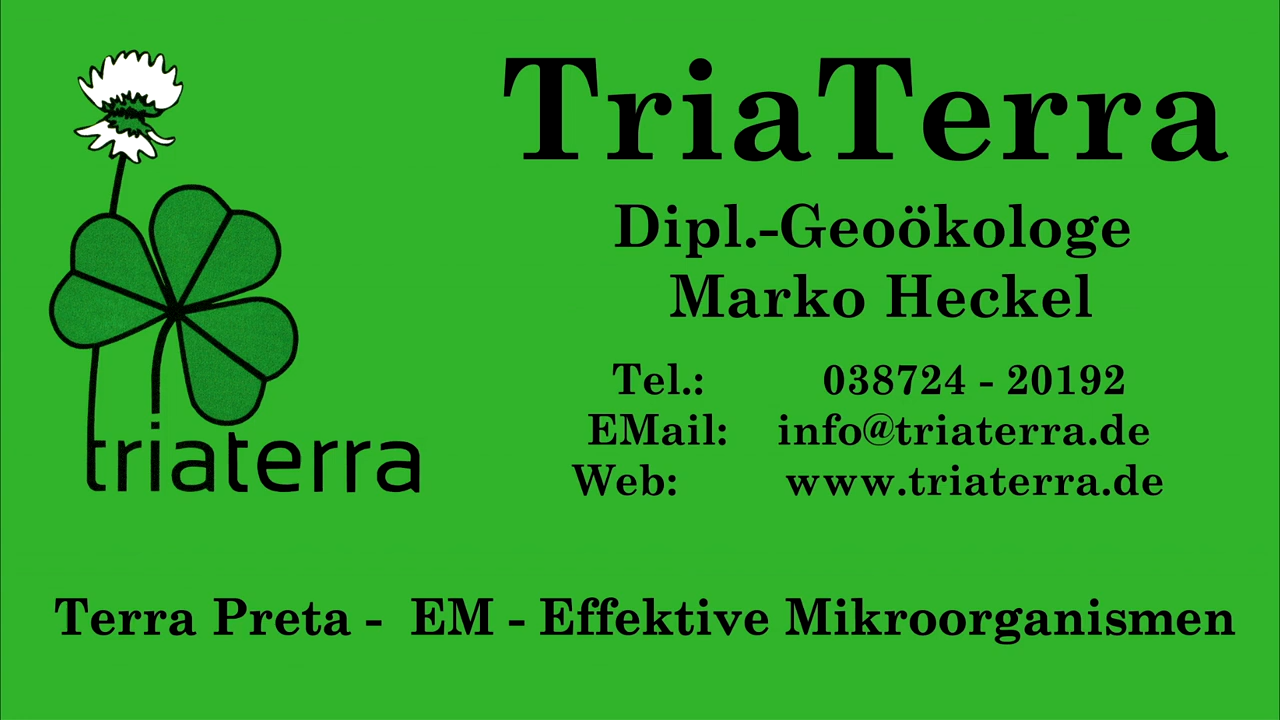 TriaTerra
Dipl.-Geoökologe
Marko Heckel
Tel.: 038724 - 20192
EMail: info@triaterra.de
Web: www.triaterra.de
triaterra
Terra Preta - EM - Effektive Mikroorganismen